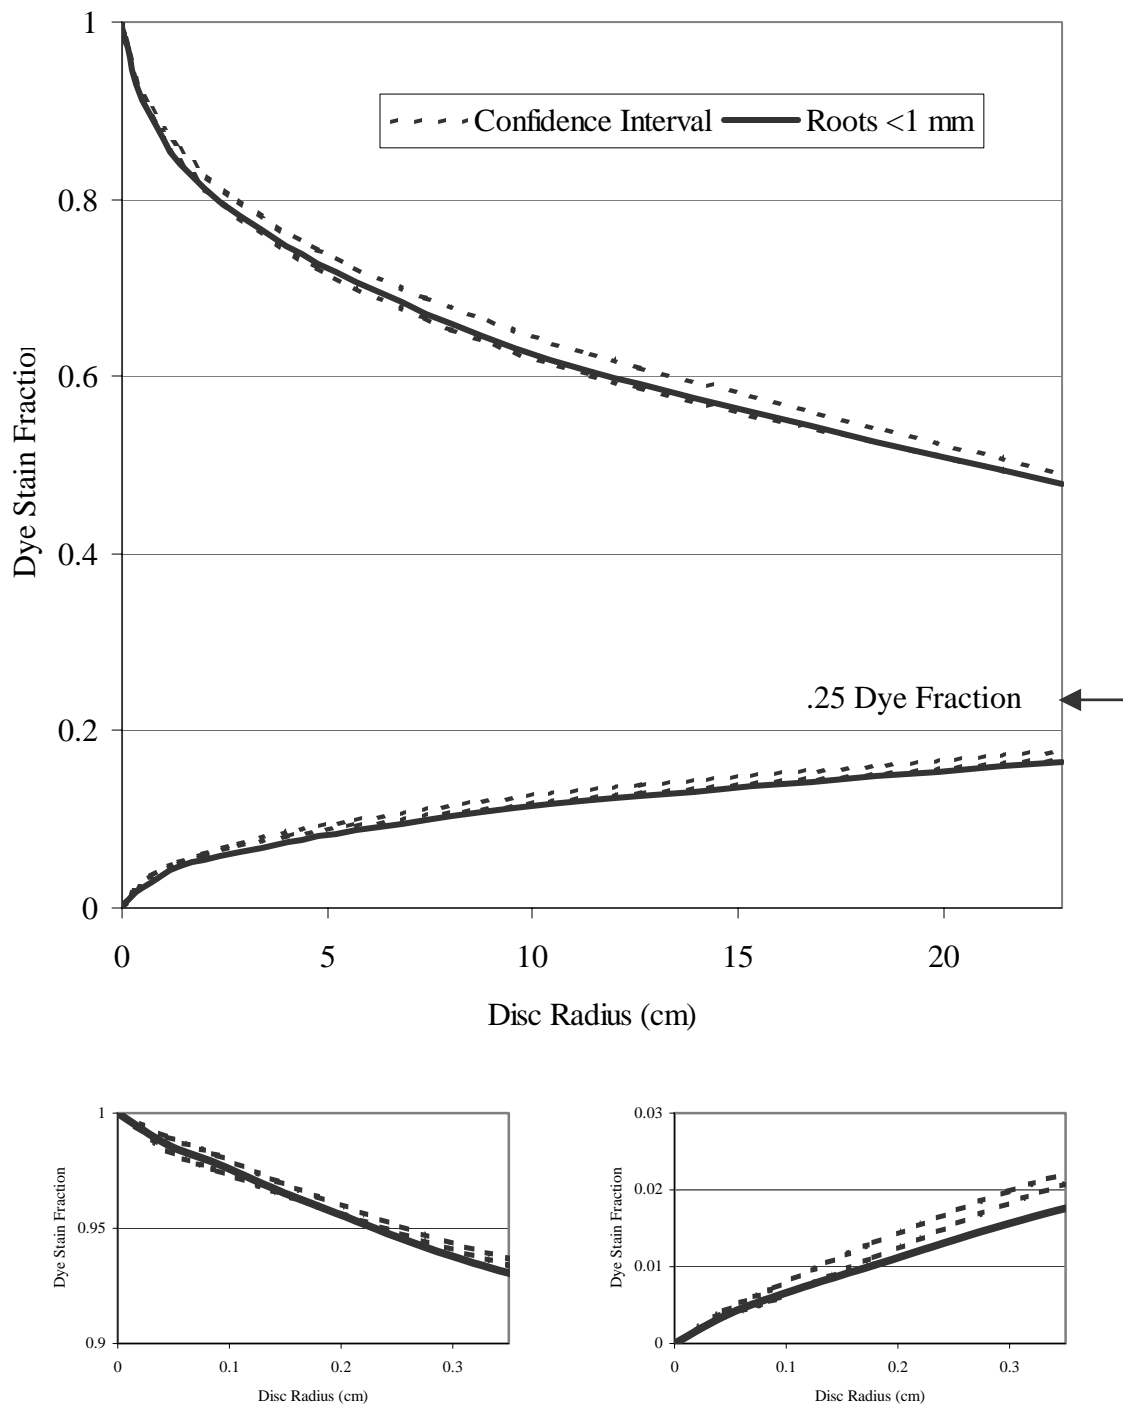 1
0.8
0.6
0.4
0.2
0
Dye Stain Fraction
Confidence Interval Roots <1 mm
.25 Dye Fraction
0 5 10 15 20
Disc Radius (cm)
1
0.95
0.9
Dye Stain Fraction
0 0.1 0.2 0.3
Disc Radius (cm)
0.03
0.02
0.01
0
Dye Stain Fraction
0 0.1 0.2 0.3
Disc Radius (cm)